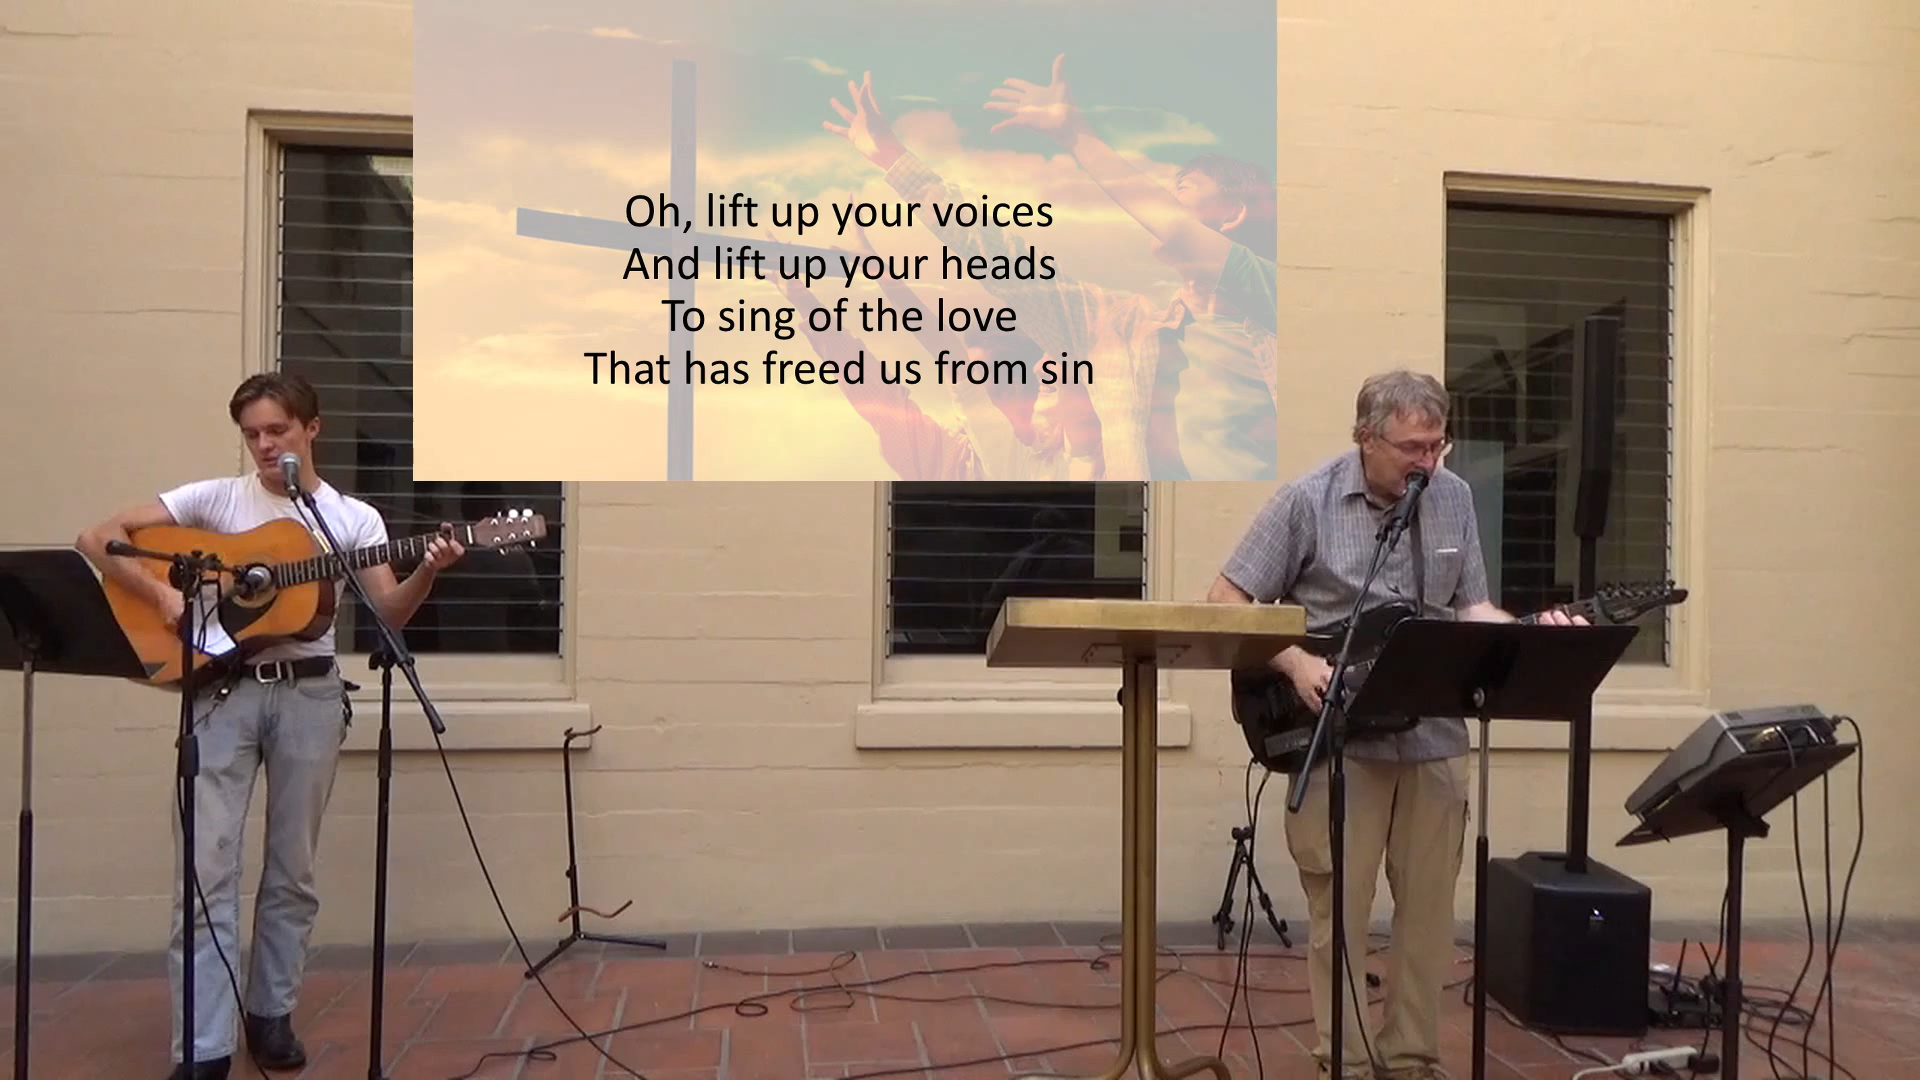 Oh, lift up your voices
And lift up your heads
To sing of the love
That has freed us from sin